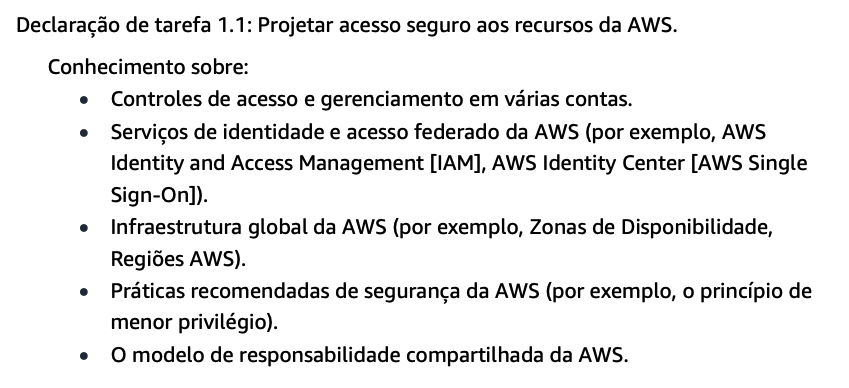 Declaração de tarefa 1.1: Projetar acesso seguro aos recursos da AWS.
Conhecimento sobre:
• Controles de acesso e gerenciamento em várias contas.
• Serviços de identidade e acesso federado da AWS (por exemplo, AWS
Identity and Access Management [IAM], AWS Identity Center [AWS Single
Sign-On]).
• Infraestrutura global da AWS (por exemplo, Zonas de Disponibilidade,
Regiões AWS).
• Práticas recomendadas de segurança da AWS (por exemplo, o princípio de
menor privilégio).
• O modelo de responsabilidade compartilhada da AWS.